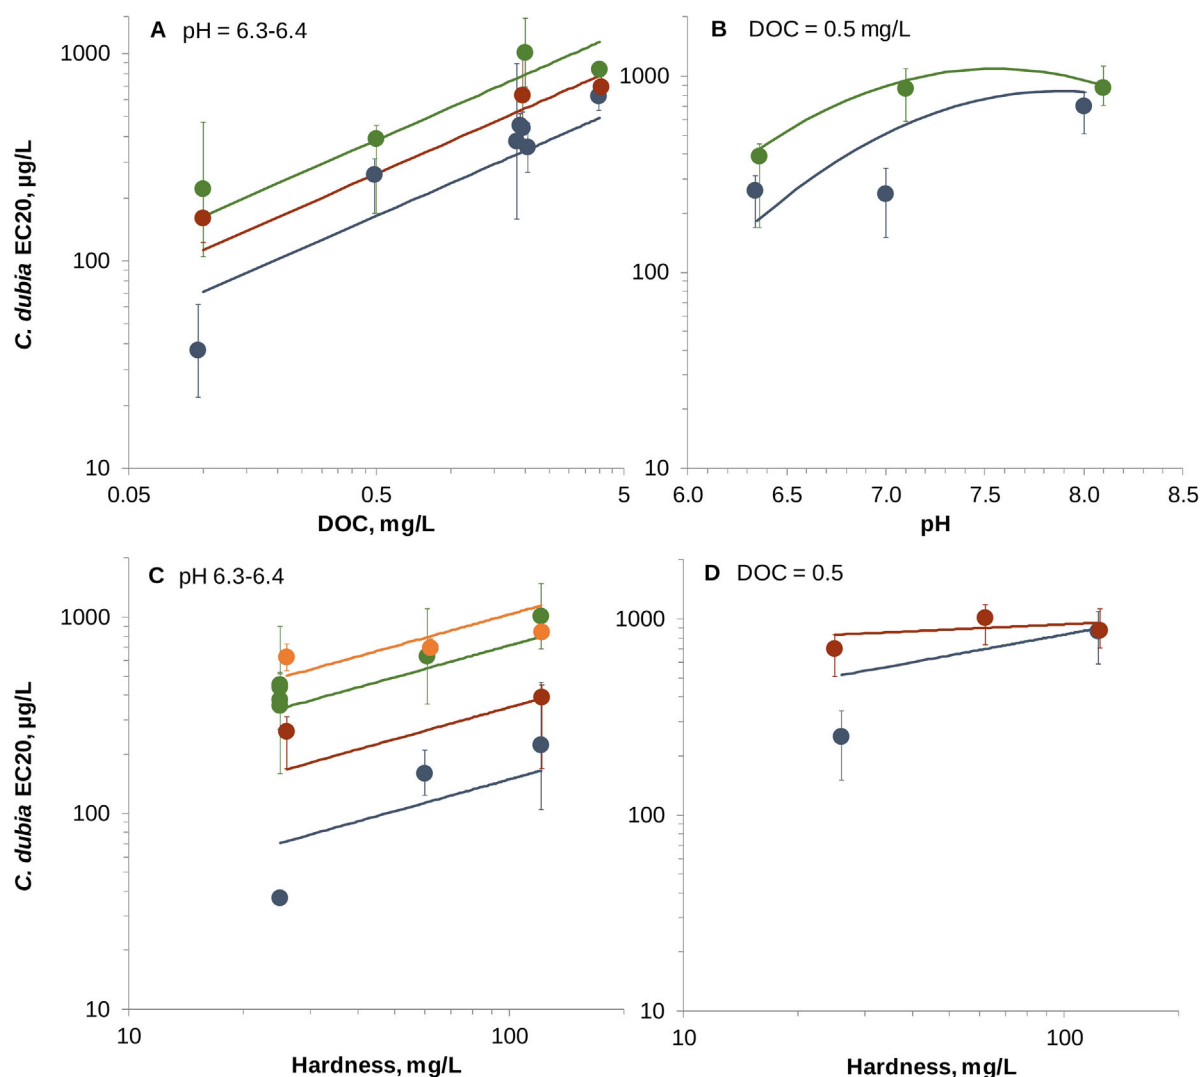 A pH = 6.3-6.4
1000
100
10
0.05 0.5 5
DOC, mg/L
C. dubia EC20, µg/L
B DOC = 0.5 mg/L
1000
100
10
6.0 6.5 7.0 7.5 8.0 8.5
pH
C pH 6.3-6.4
1000
100
10
10 100
Hardness, mg/L
C. dubia EC20, µg/L
D DOC = 0.5
1000
100
10
10 100
Hardness, mg/L